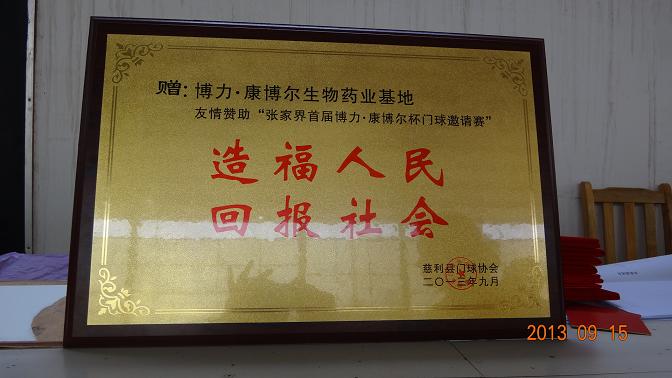 赠：博力·康博尔生物药业基地
友情赞助“张家界首届博力·康博尔杯门球邀请赛”
造福人民
回报社会
慈利县门球协会
二〇一三年九月
2013 09 15